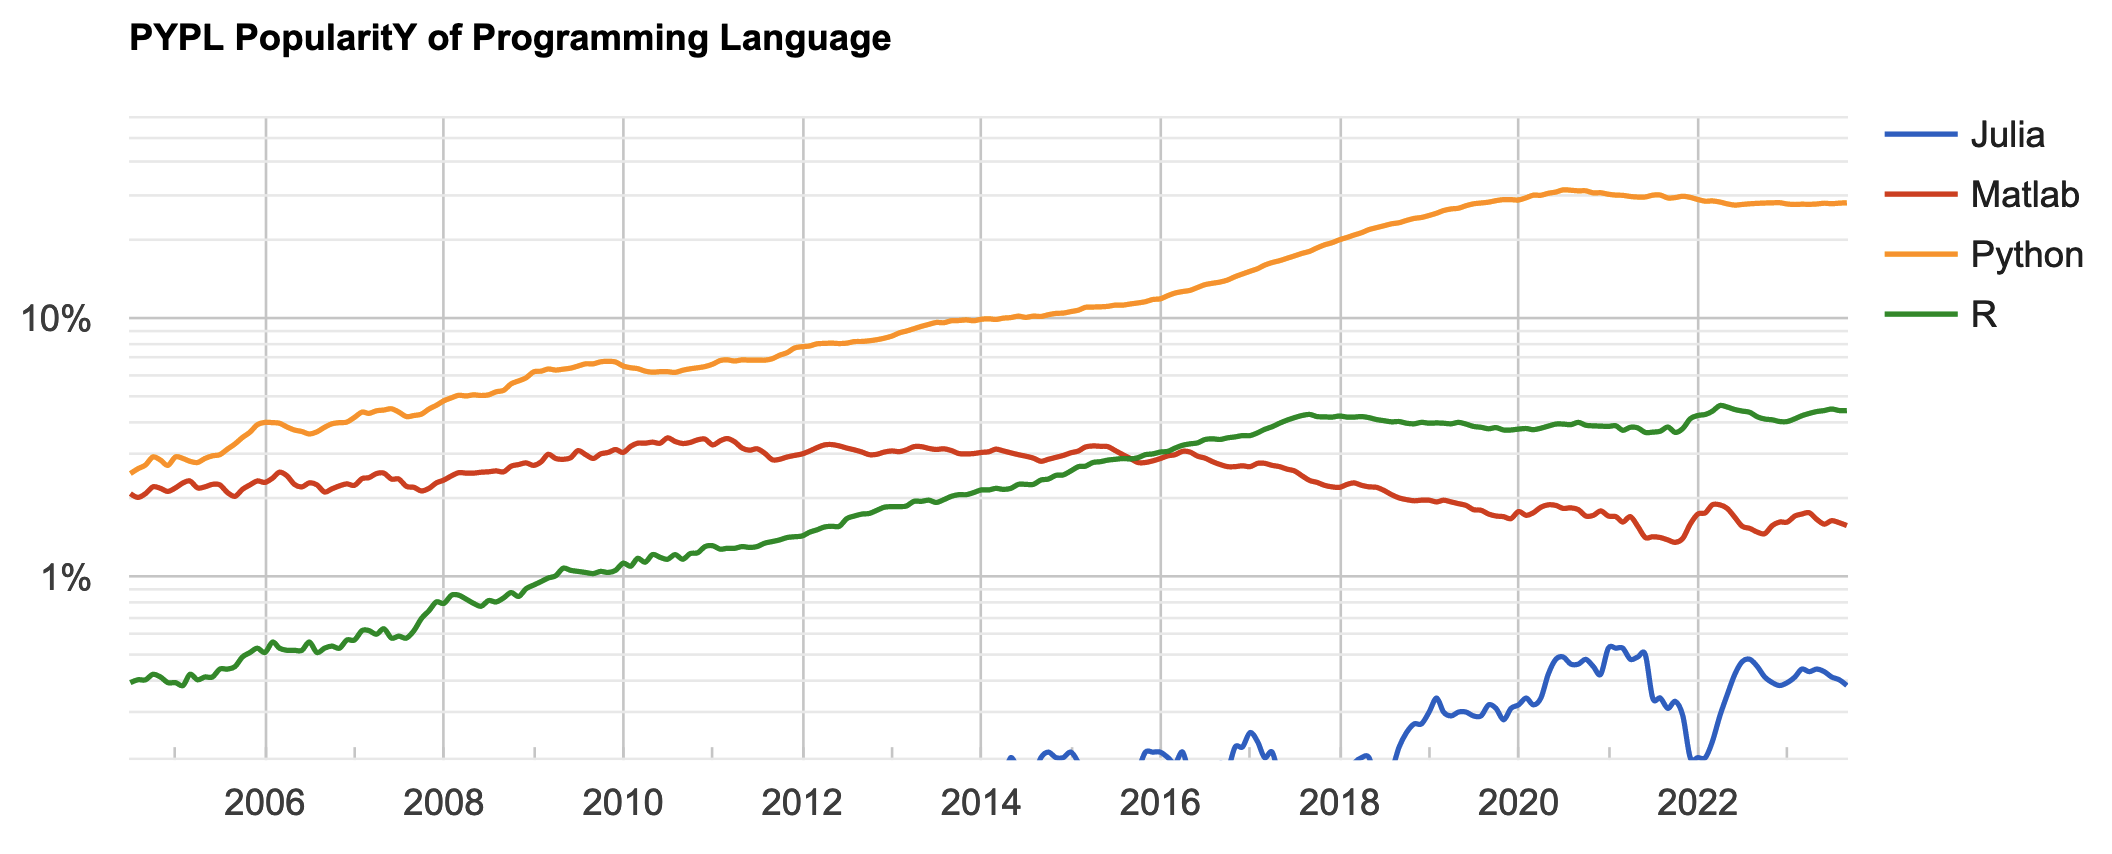 PYPL PopularitY of Programming Language
Julia
Matlab
Python
R
10%
1%
2006 2008 2010 2012 2014 2016 2018 2020 2022